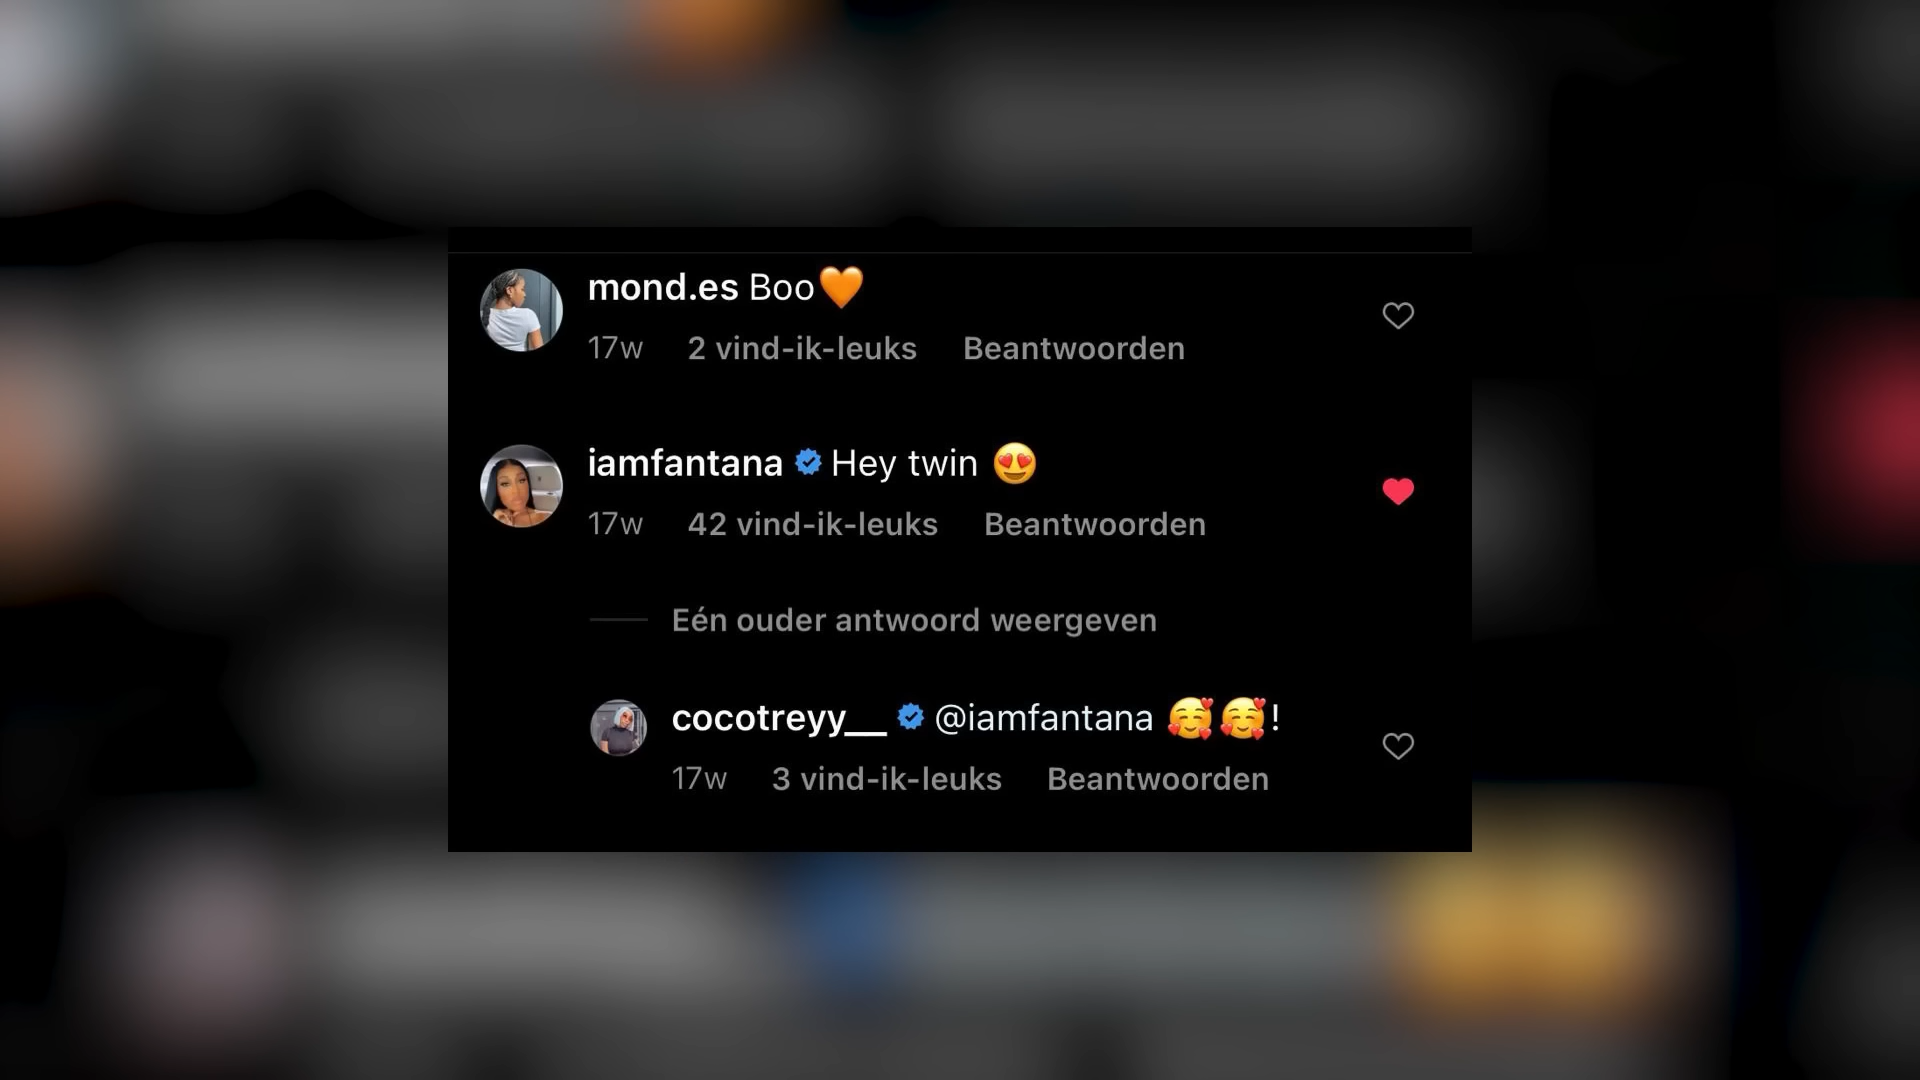 mond.es Boo🧡
17w 2 vind-ik-leuks Beantwoorden
iamfantana Hey twin 😍
17w 42 vind-ik-leuks Beantwoorden
Eén ouder antwoord weergeven
cocotreyy__ @iamfantana 🥰🥰!
17w 3 vind-ik-leuks Beantwoorden